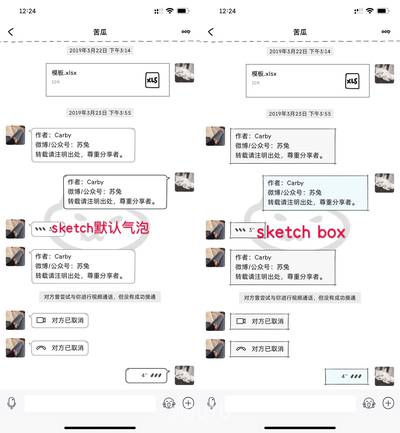 12:24
苦瓜
2019年3月22日 下午3:14
模板.xlsx
10K
XLS
2019年3月23日 下午3:55
作者：Carby
微博/公众号：苏兔
转载请注明出处，尊重分享者。
作者：Carby
微博/公众号：苏兔
转载请注明出处，尊重分享者。
3"
sketch默认气泡
作者：Carby
微博/公众号：苏兔
转载请注明出处，尊重分享者。
对方曾尝试与你进行视频通话，但没有成功接通
对方已取消
对方已取消
4"
12:24
苦瓜
2019年3月22日 下午3:14
模板.xlsx
10K
XLS
2019年3月23日 下午3:55
作者：Carby
微博/公众号：苏兔
转载请注明出处，尊重分享者。
作者：Carby
微博/公众号：苏兔
转载请注明出处，尊重分享者。
3"
sketch box
作者：Carby
微博/公众号：苏兔
转载请注明出处，尊重分享者。
对方曾尝试与你进行视频通话，但没有成功接通
对方已取消
对方已取消
4"